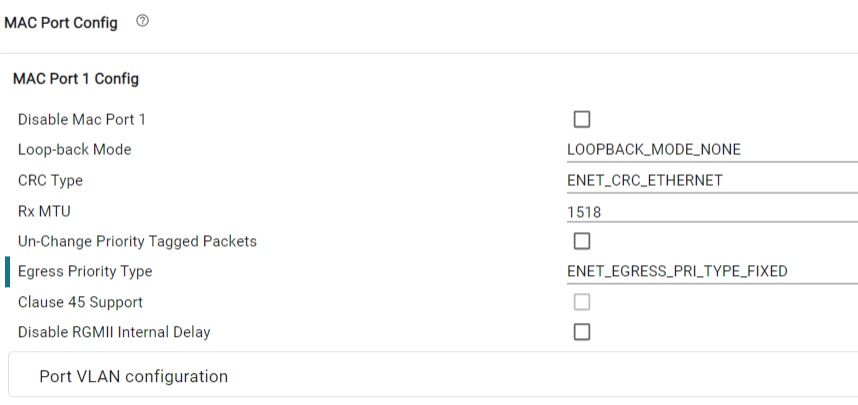 MAC Port Config ?
MAC Port 1 Config
Disable Mac Port 1
Loop-back Mode LOOPBACK_MODE_NONE
CRC Type ENET_CRC_ETHERNET
Rx MTU 1518
Un-Change Priority Tagged Packets
Egress Priority Type ENET_EGRESS_PRI_TYPE_FIXED
Clause 45 Support
Disable RGMII Internal Delay
Port VLAN configuration